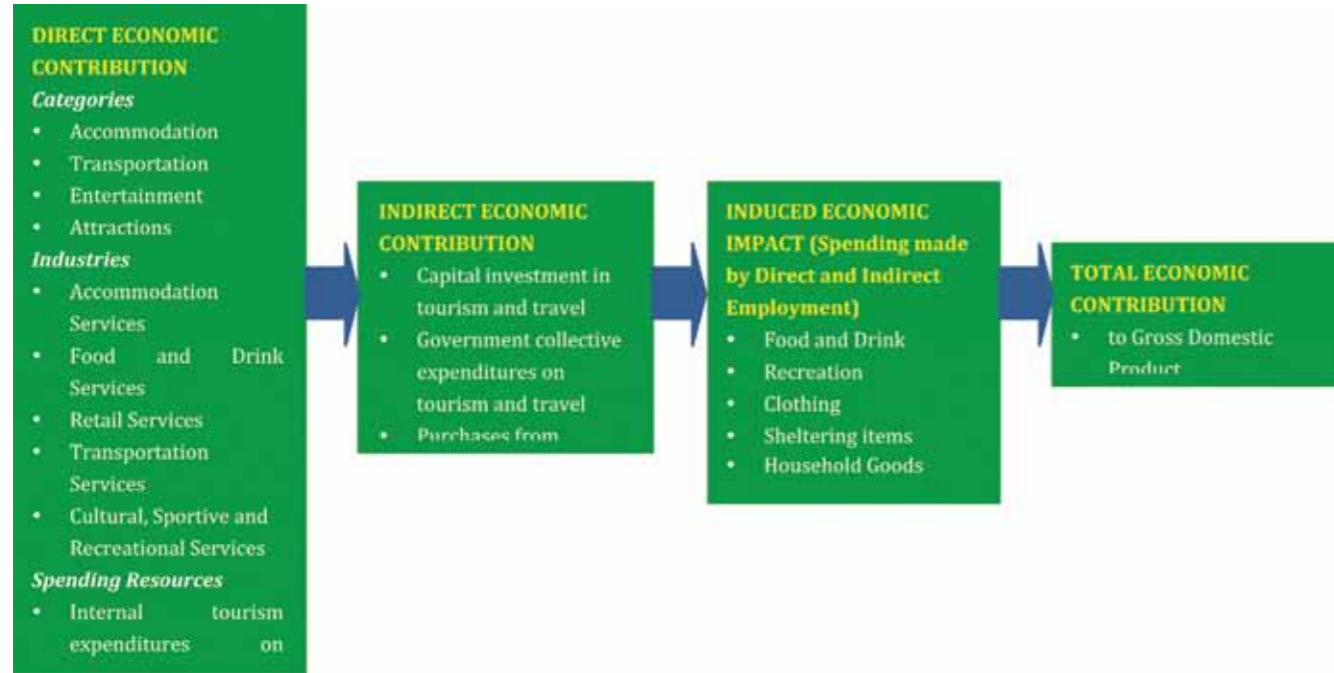 DIRECT ECONOMIC
CONTRIBUTION
Categories
• Accommodation
• Transportation
• Entertainment
• Attractions
Industries
• Accommodation
Services
• Food and Drink
Services
• Retail Services
• Transportation
Services
• Cultural, Sportive and
Recreational Services
Spending Resources
• Internal tourism
expenditures on
INDIRECT ECONOMIC
CONTRIBUTION
• Capital investment in
tourism and travel
• Government collective
expenditures on
tourism and travel
• Purchases from
INDUCED ECONOMIC
IMPACT (Spending made
by Direct and Indirect
Employment)
• Food and Drink
• Recreation
• Clothing
• Sheltering items
• Household Goods
TOTAL ECONOMIC
CONTRIBUTION
• to Gross Domestic
Product